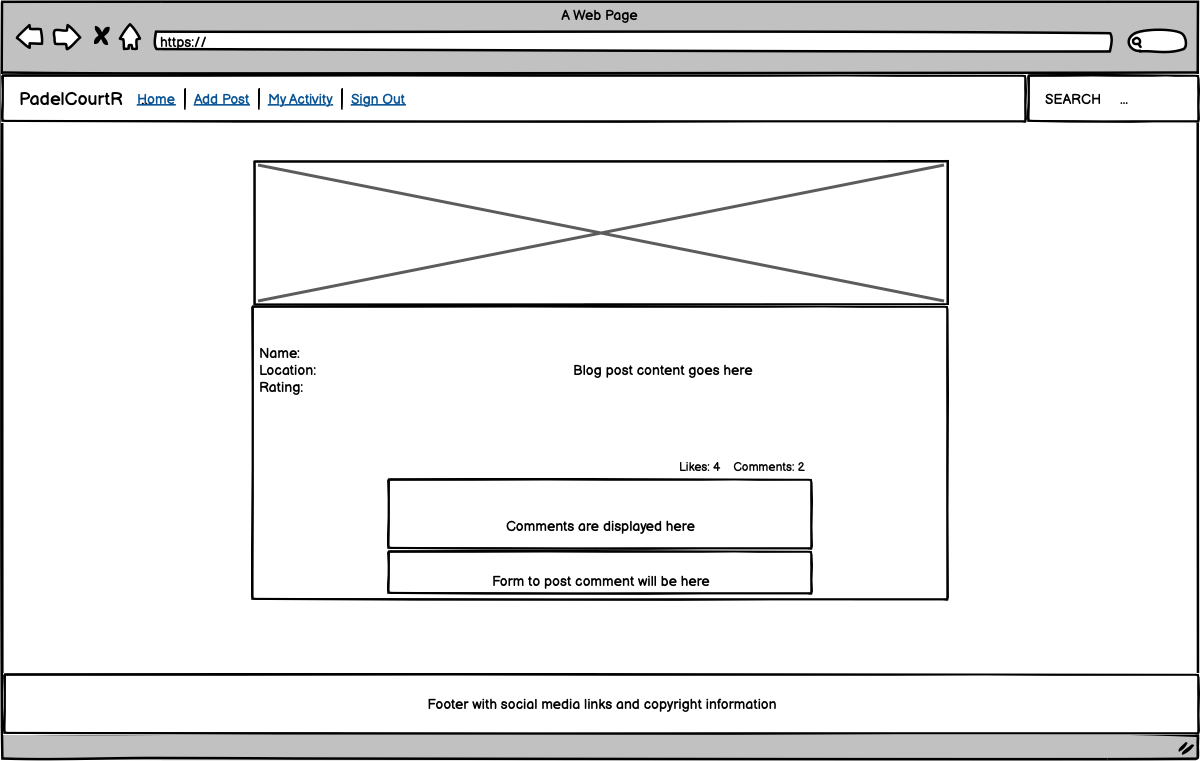 A Web Page
https://
PadelCourtR Home Add Post My Activity Sign Out SEARCH ...
Name:
Location: Blog post content goes here
Rating:
Likes: 4 Comments: 2
Comments are displayed here
Form to post comment will be here
Footer with social media links and copyright information